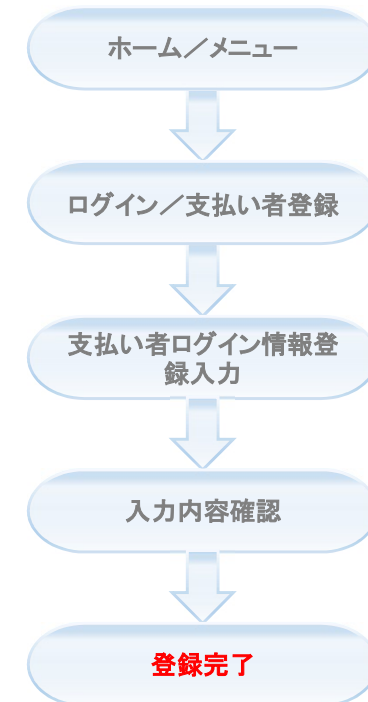 ホーム／メニュー
ログイン／支払い者登録
支払い者ログイン情報登
録入力
入力内容確認
登録完了